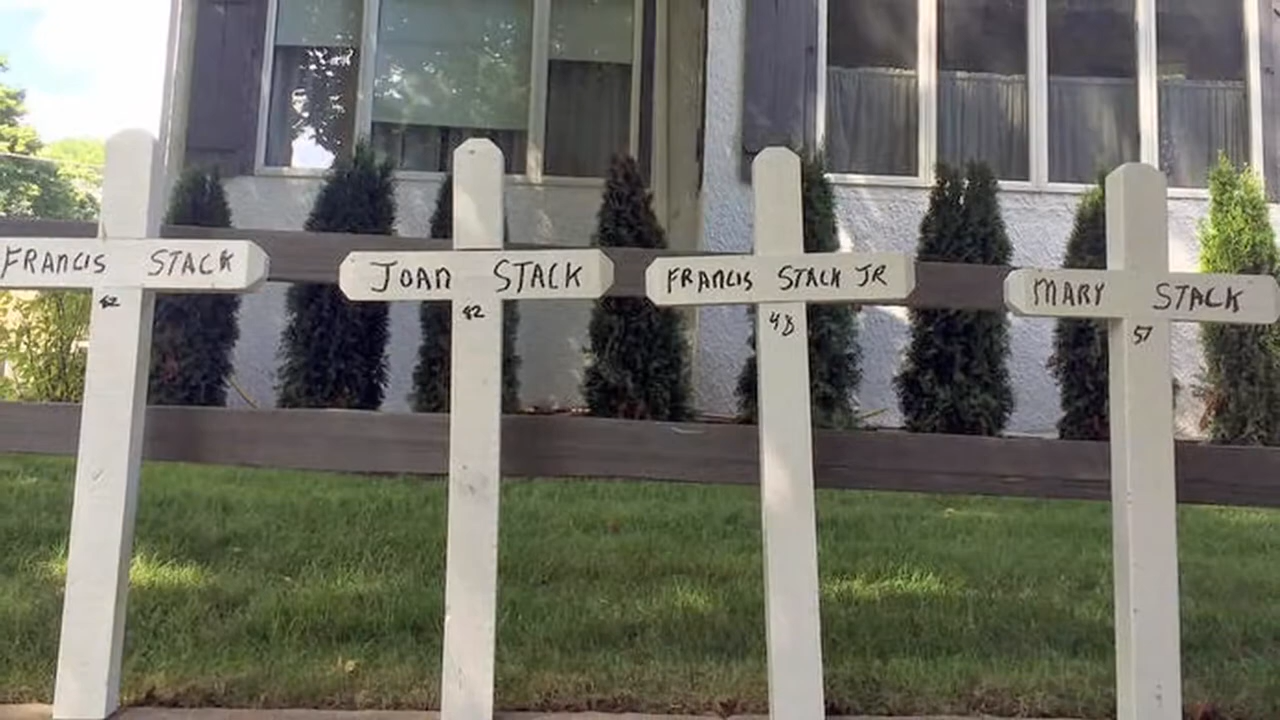 FRANCIS STACK
82
JOAN STACK
82
FRANCIS STACK JR
48
MARY STACK
57